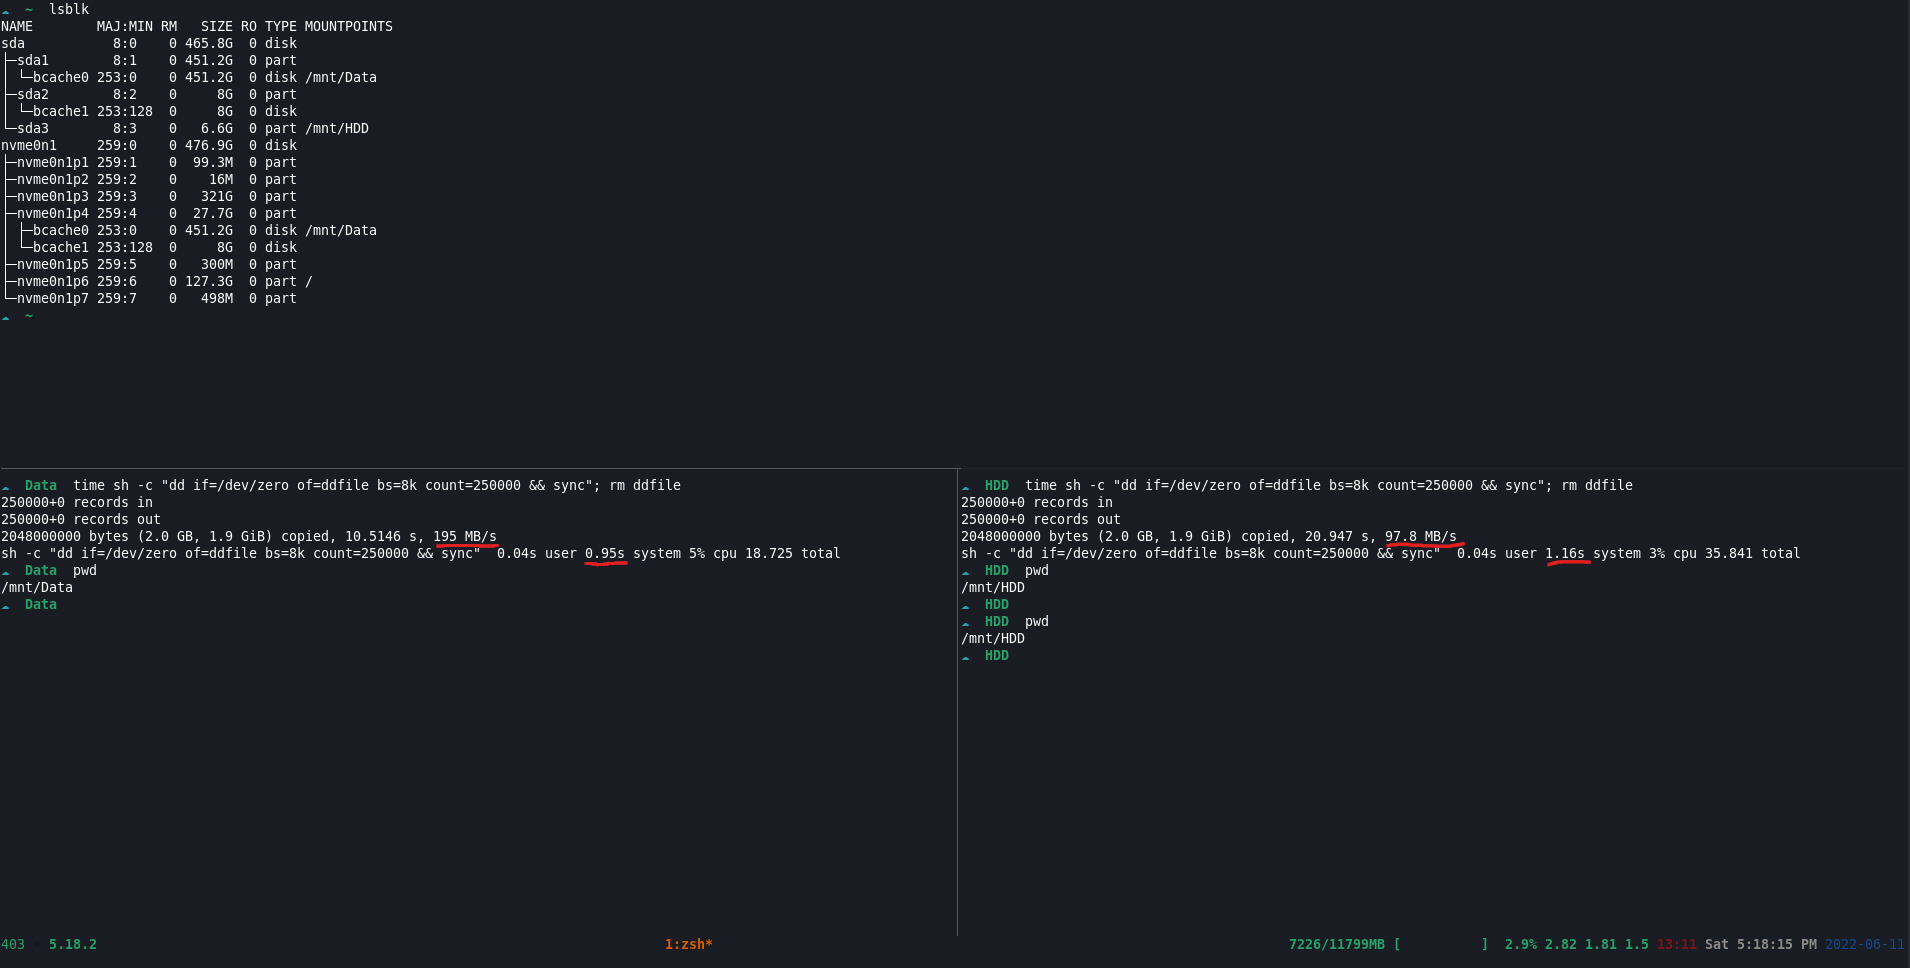 ~ lsblk
NAME        MAJ:MIN RM   SIZE RO TYPE MOUNTPOINTS
sda           8:0    0 465.8G  0 disk
├─sda1        8:1    0 451.2G  0 part
│ └─bcache0 253:0    0 451.2G  0 disk /mnt/Data
├─sda2        8:2    0     8G  0 part
│ └─bcache1 253:128  0     8G  0 disk
└─sda3        8:3    0   6.6G  0 part /mnt/HDD
nvme0n1     259:0    0 476.9G  0 disk
├─nvme0n1p1 259:1    0  99.3M  0 part
├─nvme0n1p2 259:2    0    16M  0 part
├─nvme0n1p3 259:3    0   321G  0 part
├─nvme0n1p4 259:4    0  27.7G  0 part
│ ├─bcache0 253:0    0 451.2G  0 disk /mnt/Data
│ └─bcache1 253:128  0     8G  0 disk
├─nvme0n1p5 259:5    0   300M  0 part
├─nvme0n1p6 259:6    0 127.3G  0 part /
└─nvme0n1p7 259:7    0   498M  0 part
~
Data time sh -c "dd if=/dev/zero of=ddfile bs=8k count=250000 && sync"; rm ddfile
250000+0 records in
250000+0 records out
2048000000 bytes (2.0 GB, 1.9 GiB) copied, 10.5146 s, 195 MB/s
sh -c "dd if=/dev/zero of=ddfile bs=8k count=250000 && sync"  0.04s user 0.95s system 5% cpu 18.725 total
Data pwd
/mnt/Data
Data
HDD time sh -c "dd if=/dev/zero of=ddfile bs=8k count=250000 && sync"; rm ddfile
250000+0 records in
250000+0 records out
2048000000 bytes (2.0 GB, 1.9 GiB) copied, 20.947 s, 97.8 MB/s
sh -c "dd if=/dev/zero of=ddfile bs=8k count=250000 && sync"  0.04s user 1.16s system 3% cpu 35.841 total
HDD pwd
/mnt/HDD
HDD
HDD pwd
/mnt/HDD
HDD
403 5.18.2 1:zsh* 7226/11799MB [          ] 2.9% 2.82 1.81 1.5 13:11 Sat 5:18:15 PM 2022-06-11